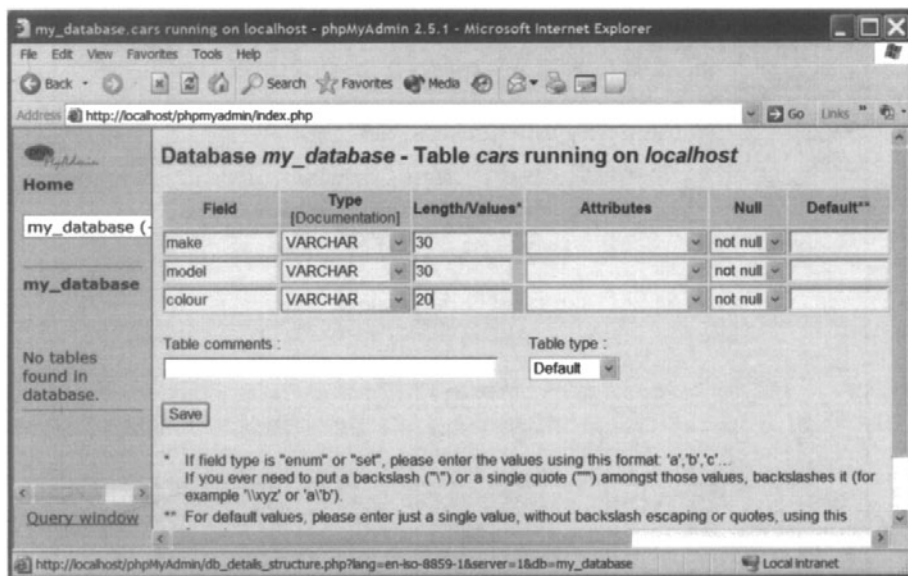 my_database.cars running on localhost - phpMyAdmin 2.5.1 - Microsoft Internet Explorer
File Edit View Favorites Tools Help
Back Search Favorites Media
Address http://localhost/phpmyadmin/index.php Go Links »
MyAdmin
Home
my_database (-
my_database
No tables
found in
database.
Query window
Database my_database - Table cars running on localhost
Field Type [Documentation] Length/Values* Attributes Null Default**
make VARCHAR 30 not null
model VARCHAR 30 not null
colour VARCHAR 20 not null
Table comments : Table type :
Default
Save
* If field type is "enum" or "set", please enter the values using this format: 'a','b','c'...
If you ever need to put a backslash ("\") or a single quote ("'") amongst those values, backslashes it (for
example '\\xyz' or 'a\'b').
** For default values, please enter just a single value, without backslash escaping or quotes, using this
http://localhost/phpMyAdmin/db_details_structure.php?lang=en-iso-8859-1&server=1&db=my_database Local intranet